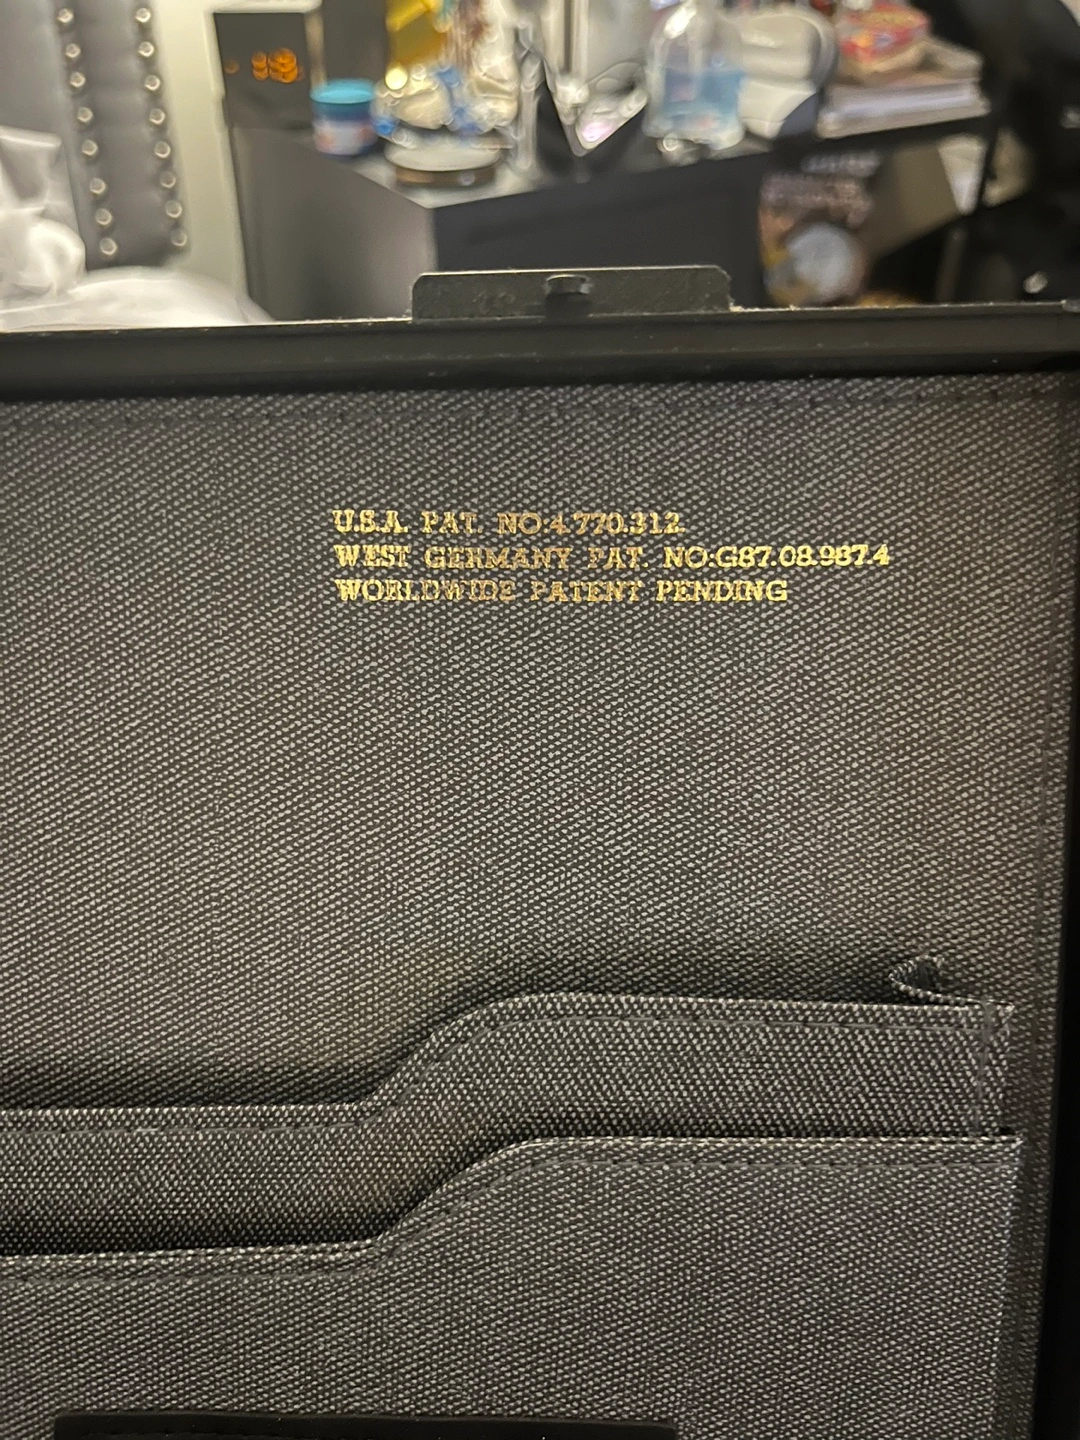 U.S.A. PAT. NO:4.770.312.
WEST GERMANY PAT. NO:G87.08.987.4
WORLDWIDE PATENT PENDING